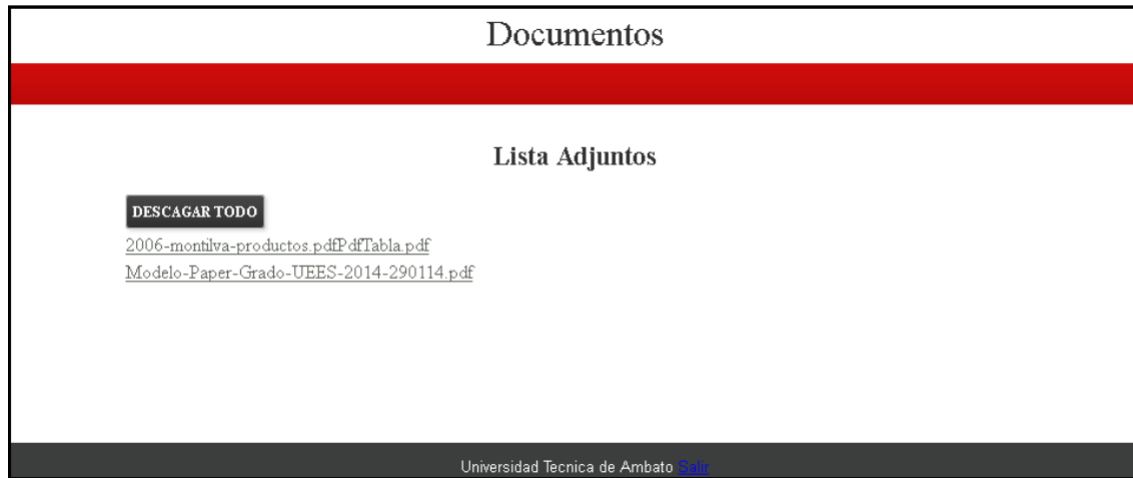 Documentos
Lista Adjuntos
DESCAGAR TODO
2006-montilva-productos.pdfPdfTabla.pdf
Modelo-Paper-Grado-UEES-2014-290114.pdf
Universidad Tecnica de Ambato Salir